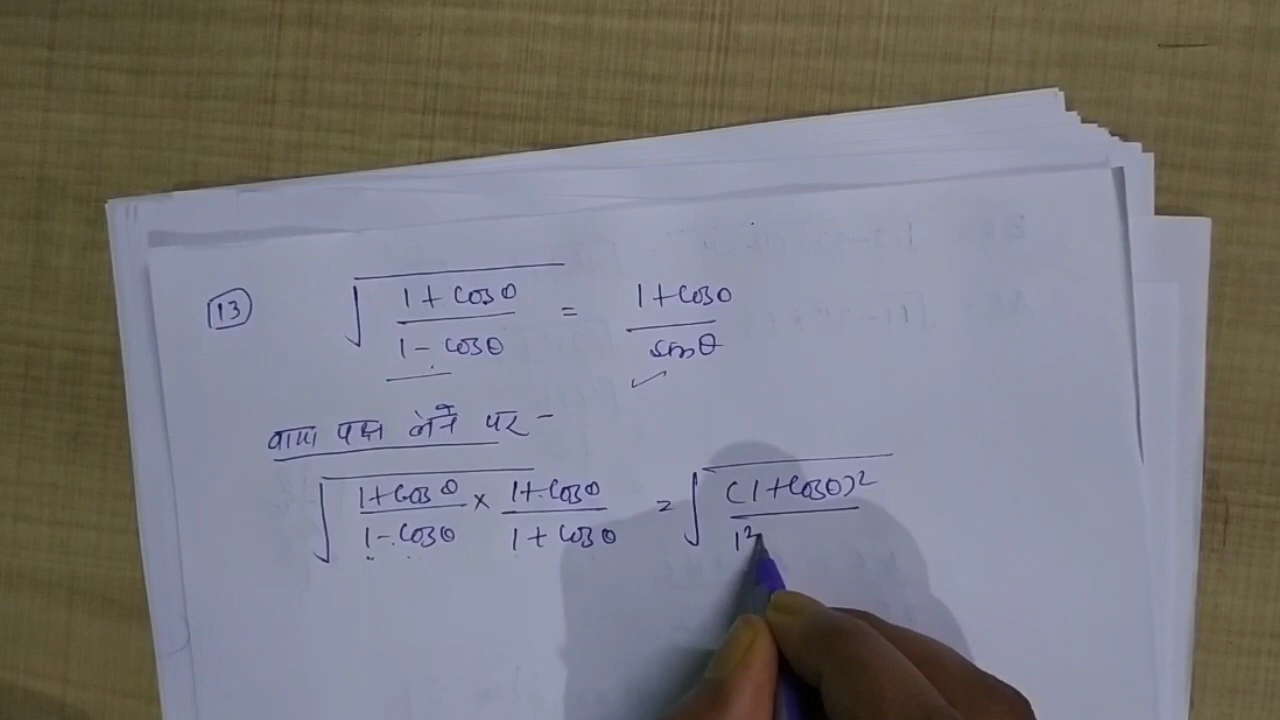 13 √(1+cosθ / 1-cosθ) = 1+cosθ / sinθ
वाया पक्ष लेने पर -
√(1+cosθ / 1-cosθ × 1+cosθ / 1+cosθ) = √((1+cosθ)² / 1²